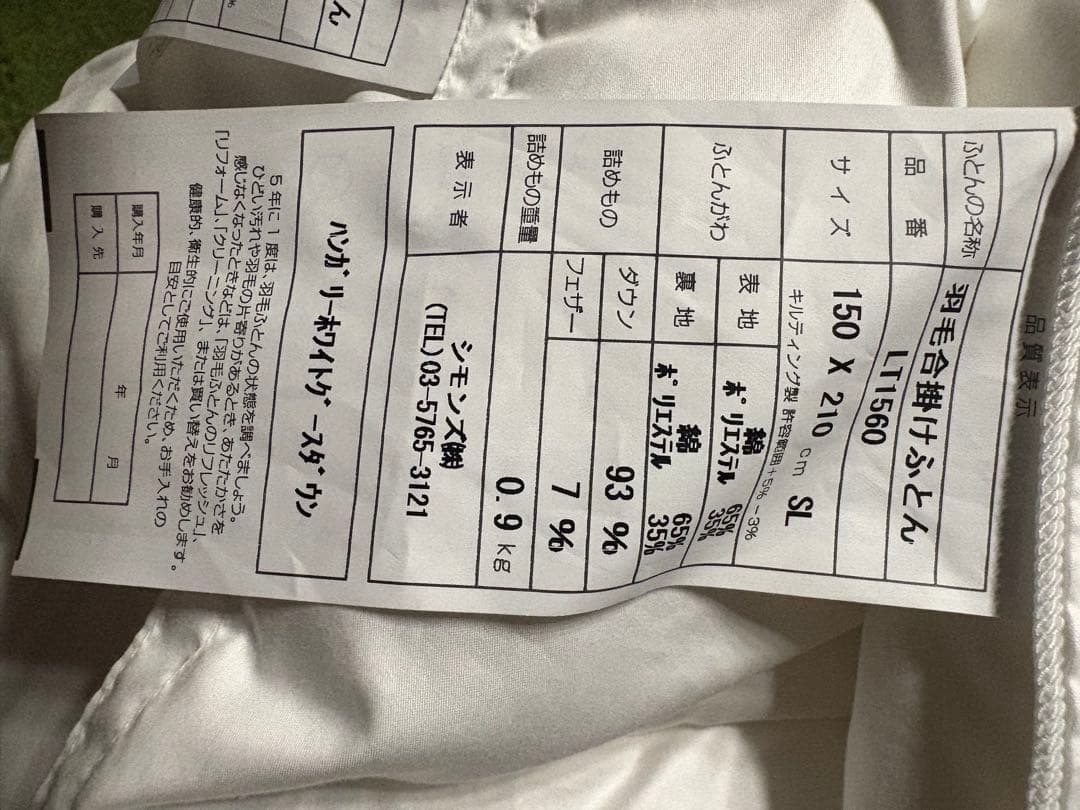 品質表示
ふとんの名称 羽毛合掛けふとん
品番 LT1560
サイズ 150 X 210 cm SL
キルティング製 許容範囲 +5% -3%
ふとんがわ 表地 綿 65%
ポリエステル 35%
裏地 綿 65%
ポリエステル 35%
詰めもの ダウン 93 %
フェザー 7 %
詰めもの重量 0.9 kg
表示者 シモンズ㈱
(TEL)03-5765-3121
ハンガリーホワイトグースダウン
5年に1度は、羽毛ふとんの状態を調べましょう。
ひどい汚れや羽毛の片寄りがあるとき、あたたかさを
感じなくなったときなどは、「羽毛ふとんのリフレッシュ」、
「リフォーム」、「クリーニング」、または買い替えをお勧めします。
健康的、衛生的にご使用いただくため、お手入れの
目安としてご利用ください。
購入年月 年 月
購入先
ん
%